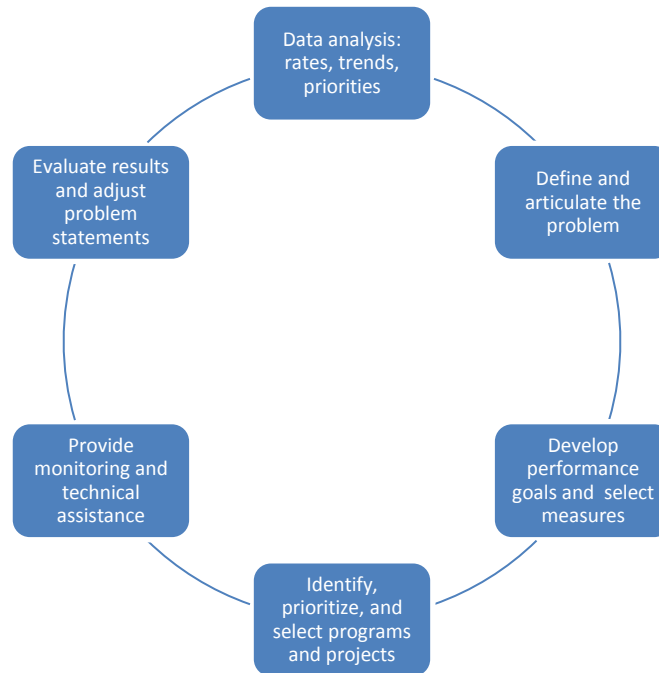 Data analysis:
rates, trends,
priorities
Define and
articulate the
problem
Develop
performance
goals and  select
measures
Identify,
prioritize, and
select programs
and projects
Provide
monitoring and
technical
assistance
Evaluate results
and adjust
problem
statements